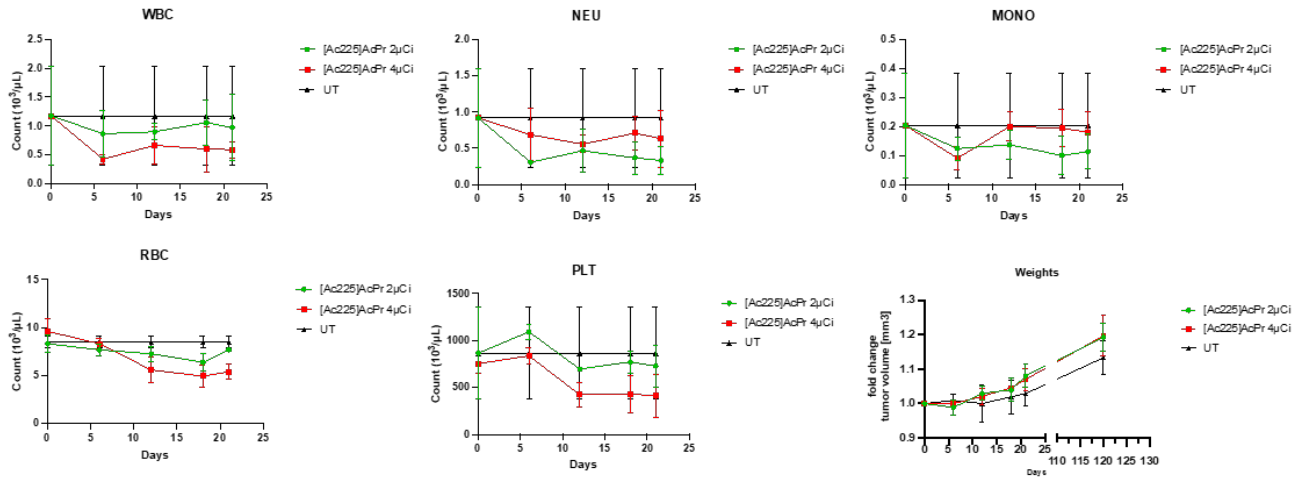 WBC
2.5
2.0
1.5
1.0
0.5
0.0
Count (10³/µL)
0 5 10 15 20 25
Days
[Ac225]AcPr 2µCi
[Ac225]AcPr 4µCi
UT
NEU
2.0
1.5
1.0
0.5
0.0
Count (10³/µL)
0 5 10 15 20 25
Days
[Ac225]AcPr 2µCi
[Ac225]AcPr 4µCi
UT
MONO
0.5
0.4
0.3
0.2
0.1
0.0
Count (10³/µL)
0 5 10 15 20 25
Days
[Ac225]AcPr 2µCi
[Ac225]AcPr 4µCi
UT
RBC
15
10
5
0
Count (10³/µL)
0 5 10 15 20 25
Days
[Ac225]AcPr 2µCi
[Ac225]AcPr 4µCi
UT
PLT
1500
1000
500
0
Count (10³/µL)
0 5 10 15 20 25
Days
[Ac225]AcPr 2µCi
[Ac225]AcPr 4µCi
UT
Weights
1.3
1.2
1.1
1.0
0.9
fold change
tumor volume [mm3]
0 5 10 15 20 25 110 115 120 125 130
Days
[Ac225]AcPr 2µCi
[Ac225]AcPr 4µCi
UT